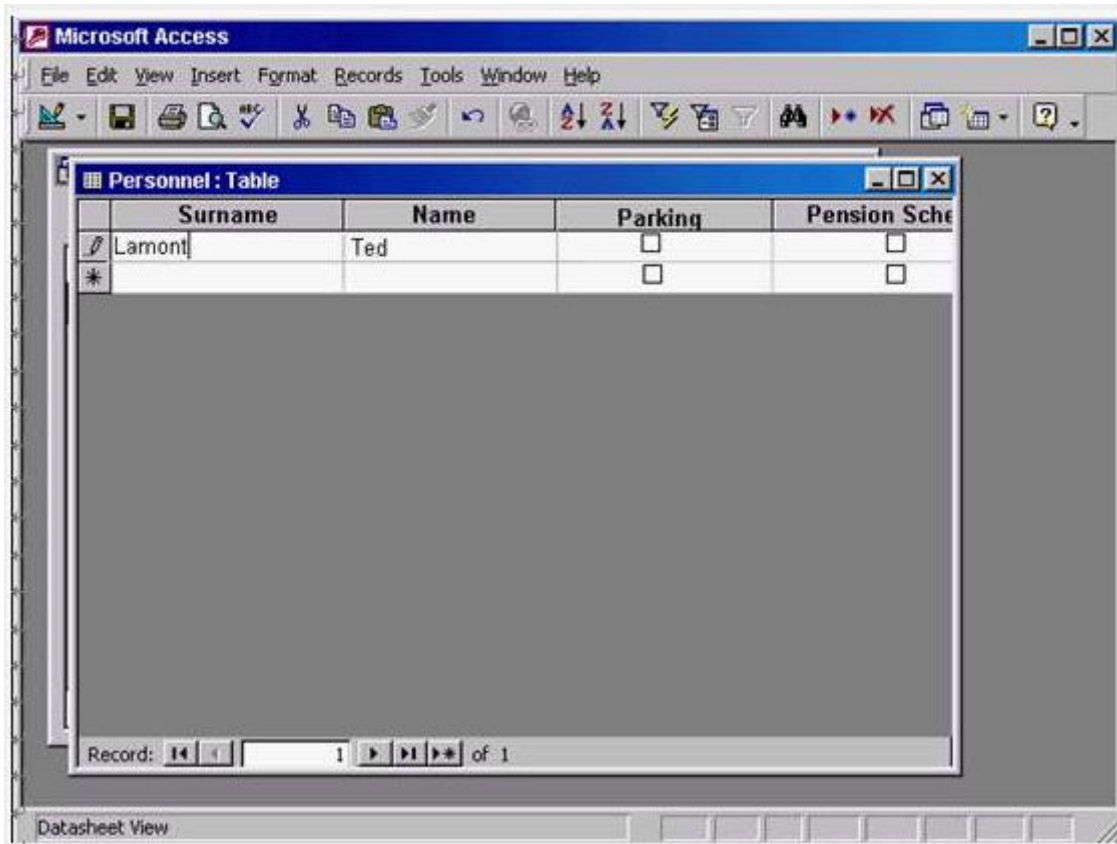 Microsoft Access
File Edit View Insert Format Records Tools Window Help
Personnel : Table
Surname Name Parking Pension Sche
Lamont Ted
Record: 1 of 1
Datasheet View